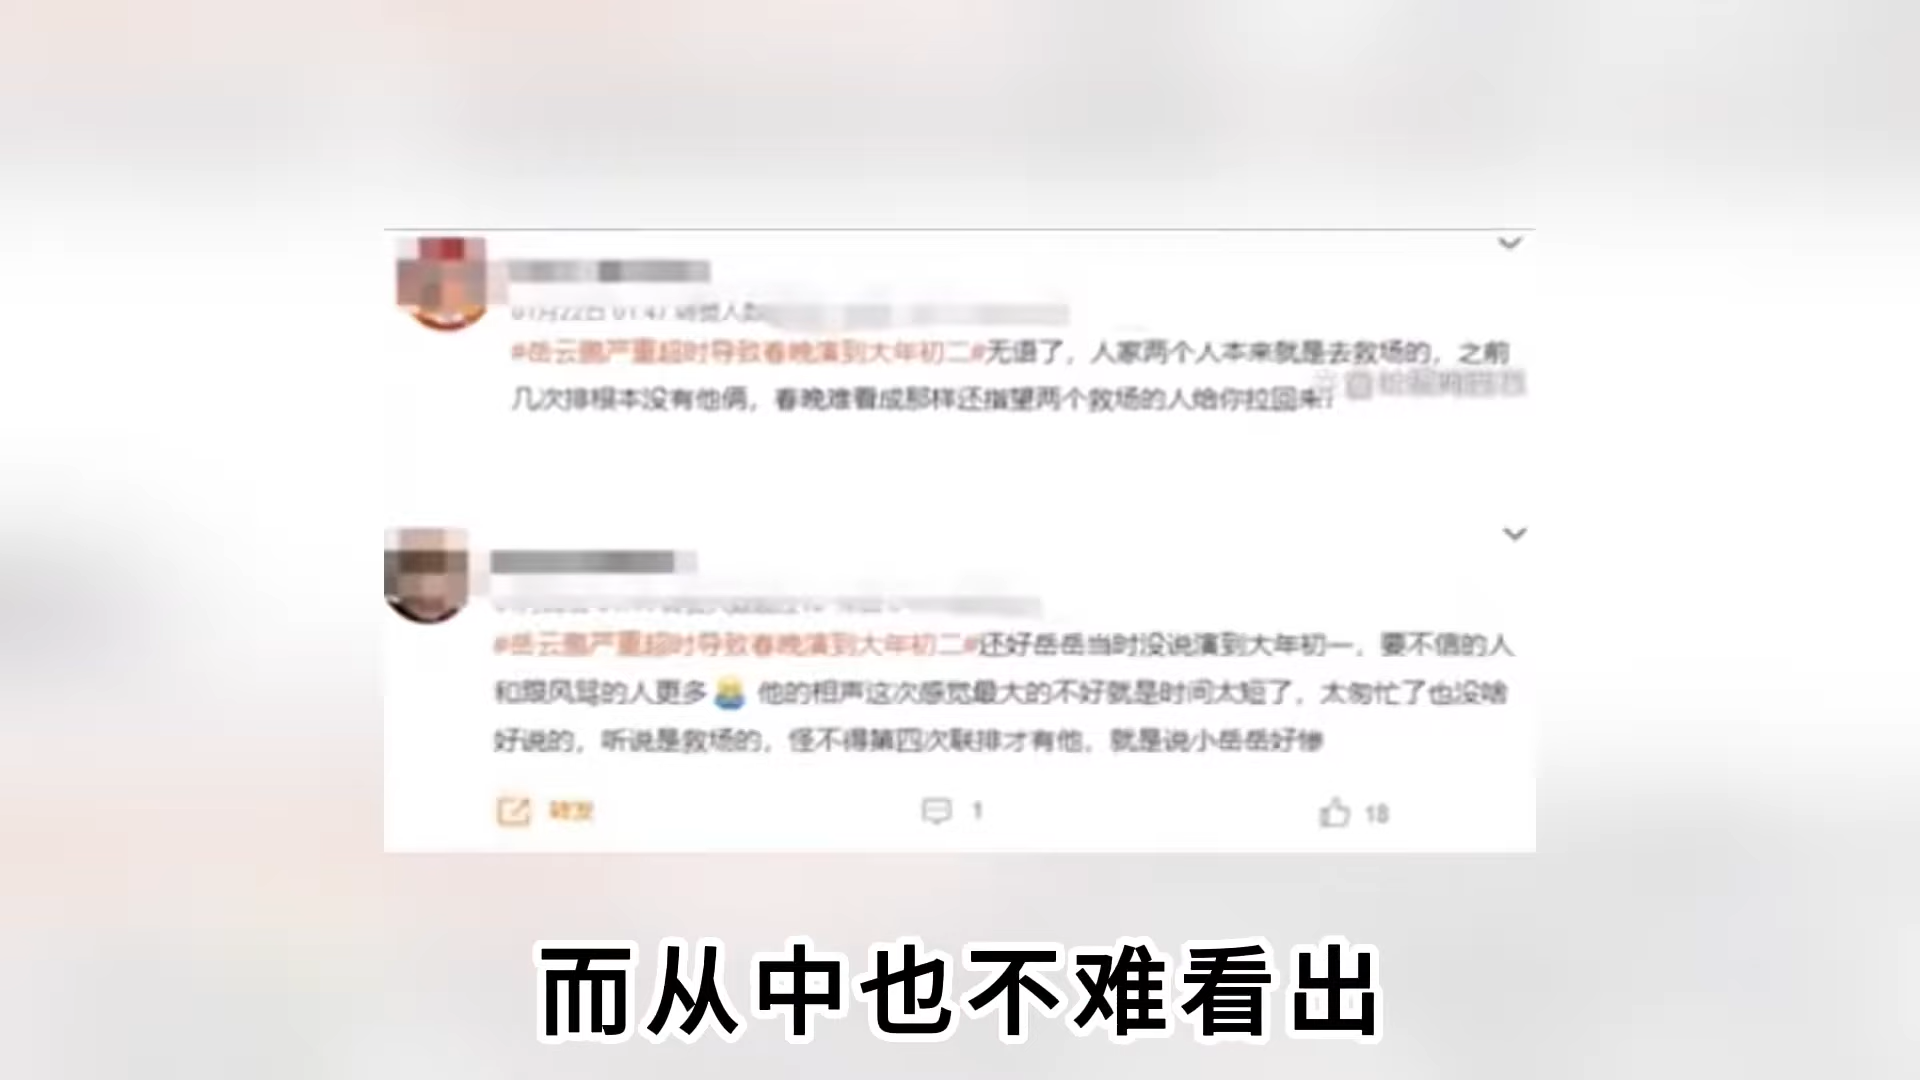 #岳云鹏严重超时导致春晚演到大年初二#无语了，人家两个人本来就是去救场的，之前
几次排根本没有他俩，春晚难看成那样还指望两个救场的人给你拉回来？
#岳云鹏严重超时导致春晚演到大年初二#还好岳岳当时没说演到大年初一，要不信的人
和跟风骂的人更多😂 他的相声这次感觉最大的不好就是时间太短了，太匆忙了也没啥
好说的，听说是救场的，怪不得第四次联排才有他，就是说小岳岳好惨
转发 1 18
而从中也不难看出